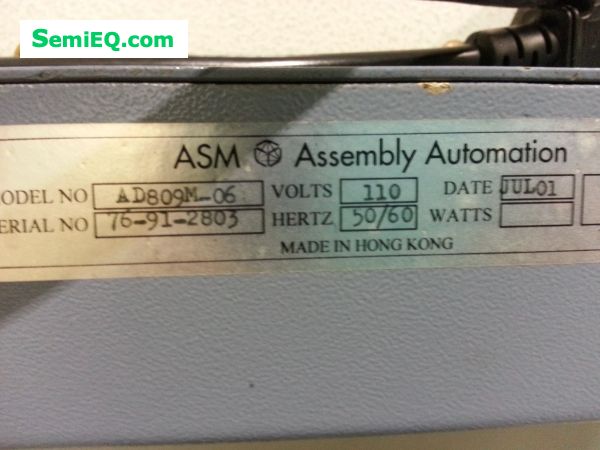 SemiEQ.com
ASM Assembly Automation
ODEL NO AD809M-06 VOLTS 110 DATE JUL01
ERIAL NO 76-91-2803 HERTZ 50/60 WATTS
MADE IN HONG KONG